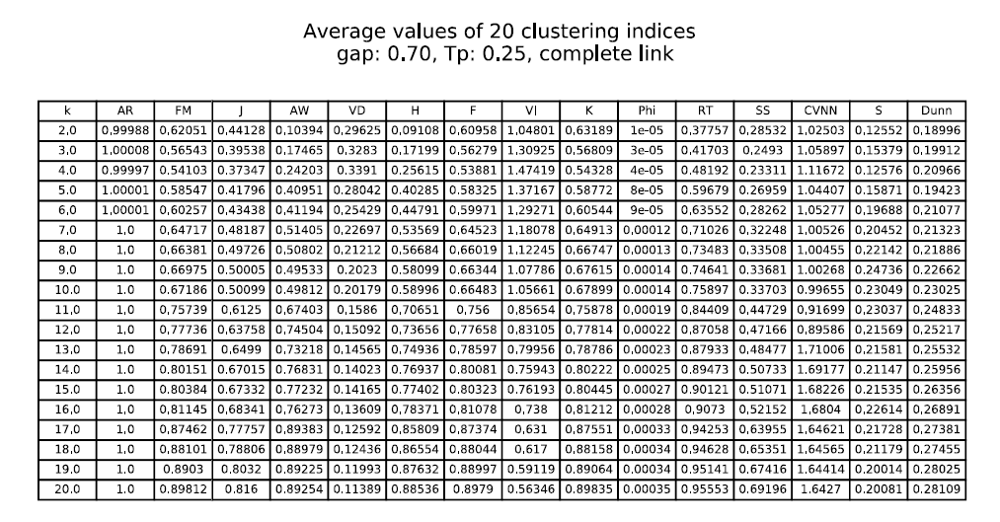 Average values of 20 clustering indices
gap: 0.70, Tp: 0.25, complete link
k AR FM J AW VD H F VI K Phi RT SS CVNN S Dunn
2.0 0.99988 0.62051 0.44128 0.10394 0.29625 0.09108 0.60958 1.04801 0.63189 1e-05 0.37757 0.28532 1.02503 0.12552 0.18996
3.0 1.00008 0.56543 0.39538 0.17465 0.3283 0.17199 0.56279 1.30925 0.56809 3e-05 0.41703 0.2493 1.05897 0.15379 0.19912
4.0 0.99997 0.54103 0.37347 0.24203 0.3391 0.25615 0.53881 1.47419 0.54328 4e-05 0.48192 0.23311 1.11672 0.12576 0.20966
5.0 1.00001 0.58547 0.41796 0.40951 0.28042 0.40285 0.58325 1.37167 0.58772 8e-05 0.59679 0.26959 1.04407 0.15871 0.19423
6.0 1.00001 0.60257 0.43438 0.41194 0.25429 0.44791 0.59971 1.29271 0.60544 9e-05 0.63552 0.28262 1.05277 0.19688 0.21077
7.0 1.0 0.64717 0.48187 0.51405 0.22697 0.53569 0.64523 1.18078 0.64913 0.00012 0.71026 0.32248 1.00526 0.20452 0.21323
8.0 1.0 0.66381 0.49726 0.50802 0.21212 0.56684 0.66019 1.12245 0.66747 0.00013 0.73483 0.33508 1.00455 0.22142 0.21886
9.0 1.0 0.66975 0.50005 0.49533 0.2023 0.58099 0.66344 1.07786 0.67615 0.00014 0.74641 0.33681 1.00268 0.24736 0.22662
10.0 1.0 0.67186 0.50099 0.49812 0.20179 0.58996 0.66483 1.05661 0.67899 0.00014 0.75897 0.33703 0.99655 0.23049 0.23025
11.0 1.0 0.75739 0.6125 0.67403 0.1586 0.70651 0.756 0.85654 0.75878 0.00019 0.84409 0.44729 0.91699 0.23037 0.24833
12.0 1.0 0.77736 0.63758 0.74504 0.15092 0.73656 0.77658 0.83105 0.77814 0.00022 0.87058 0.47166 0.89586 0.21569 0.25217
13.0 1.0 0.78691 0.6499 0.73218 0.14565 0.74936 0.78597 0.79956 0.78786 0.00023 0.87933 0.48477 1.71006 0.21581 0.25532
14.0 1.0 0.80151 0.67015 0.76831 0.14023 0.76937 0.80081 0.75943 0.80222 0.00025 0.89473 0.50733 1.69177 0.21147 0.25956
15.0 1.0 0.80384 0.67332 0.77232 0.14165 0.77402 0.80323 0.76193 0.80445 0.00027 0.90121 0.51071 1.68226 0.21535 0.26356
16.0 1.0 0.81145 0.68341 0.76273 0.13609 0.78371 0.81078 0.738 0.81212 0.00028 0.9073 0.52152 1.6804 0.22614 0.26891
17.0 1.0 0.87462 0.77757 0.89383 0.12592 0.85809 0.87374 0.631 0.87551 0.00033 0.94253 0.63955 1.64621 0.21728 0.27381
18.0 1.0 0.88101 0.78806 0.88979 0.12436 0.86554 0.88044 0.617 0.88158 0.00034 0.94628 0.65351 1.64565 0.21179 0.27455
19.0 1.0 0.8903 0.8032 0.89225 0.11993 0.87632 0.88997 0.59119 0.89064 0.00034 0.95141 0.67416 1.64414 0.20014 0.28025
20.0 1.0 0.89812 0.816 0.89254 0.11389 0.88536 0.8979 0.56346 0.89835 0.00035 0.95553 0.69196 1.6427 0.20081 0.28109